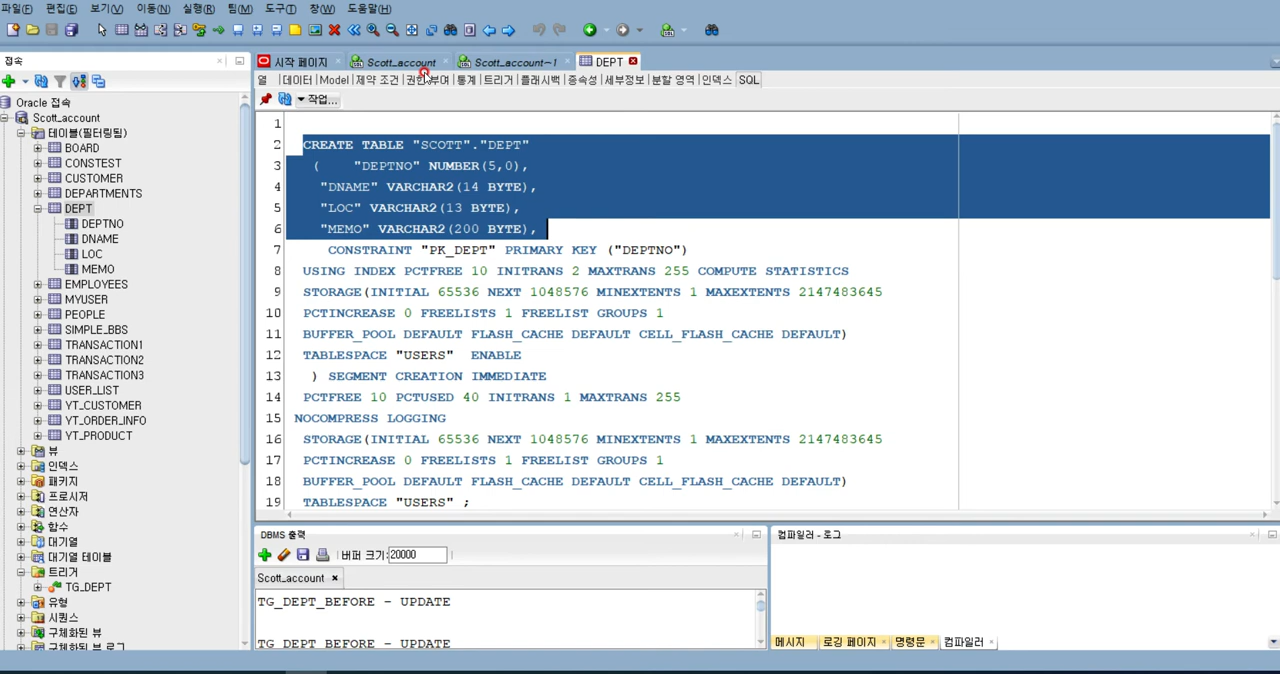 파일(F) 편집(E) 보기(V) 이동(N) 실행(R) 팀(M) 도구(T) 창(W) 도움말(H)
접속
시작 페이지 Scott_account Scott_account~1 DEPT
열 데이터 Model 제약 조건 권한부여 통계 트리거 플래시백 종속성 세부정보 분할 영역 인덱스 SQL
작업...
Oracle 접속
Scott_account
테이블(필터링됨)
BOARD
CONSTEST
CUSTOMER
DEPARTMENTS
DEPT
DEPTNO
DNAME
LOC
MEMO
EMPLOYEES
MYUSER
PEOPLE
SIMPLE_BBS
TRANSACTION1
TRANSACTION2
TRANSACTION3
USER_LIST
YT_CUSTOMER
YT_ORDER_INFO
YT_PRODUCT
뷰
인덱스
패키지
프로시저
연산자
함수
대기열
대기열 테이블
트리거
TG_DEPT
유형
시퀀스
구체화된 뷰
구체화된 뷰 로그
1
2 CREATE TABLE "SCOTT"."DEPT"
3 ( "DEPTNO" NUMBER(5,0),
4 "DNAME" VARCHAR2(14 BYTE),
5 "LOC" VARCHAR2(13 BYTE),
6 "MEMO" VARCHAR2(200 BYTE),
7 CONSTRAINT "PK_DEPT" PRIMARY KEY ("DEPTNO")
8 USING INDEX PCTFREE 10 INITRANS 2 MAXTRANS 255 COMPUTE STATISTICS
9 STORAGE(INITIAL 65536 NEXT 1048576 MINEXTENTS 1 MAXEXTENTS 2147483645
10 PCTINCREASE 0 FREELISTS 1 FREELIST GROUPS 1
11 BUFFER_POOL DEFAULT FLASH_CACHE DEFAULT CELL_FLASH_CACHE DEFAULT)
12 TABLESPACE "USERS" ENABLE
13 ) SEGMENT CREATION IMMEDIATE
14 PCTFREE 10 PCTUSED 40 INITRANS 1 MAXTRANS 255
15 NOCOMPRESS LOGGING
16 STORAGE(INITIAL 65536 NEXT 1048576 MINEXTENTS 1 MAXEXTENTS 2147483645
17 PCTINCREASE 0 FREELISTS 1 FREELIST GROUPS 1
18 BUFFER_POOL DEFAULT FLASH_CACHE DEFAULT CELL_FLASH_CACHE DEFAULT)
19 TABLESPACE "USERS" ;
DBMS 출력
버퍼 크기: 20000
Scott_account
TG_DEPT_BEFORE - UPDATE
TG_DEPT_BEFORE - UPDATE
컴파일러 - 로그
메시지 로깅 페이지 명령문 컴파일러